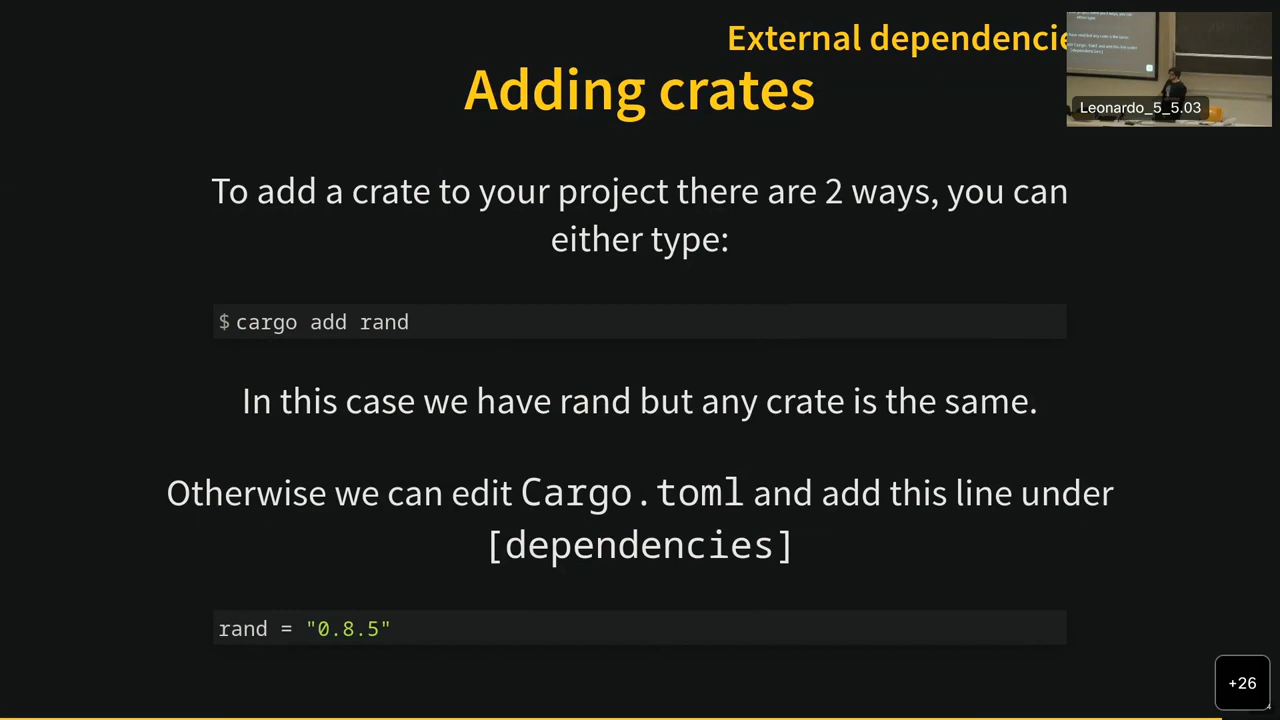 External dependencie
Adding crates
Leonardo_5_5.03
To add a crate to your project there are 2 ways, you can
either type:
$ cargo add rand
In this case we have rand but any crate is the same.
Otherwise we can edit Cargo.toml and add this line under
[dependencies]
rand = "0.8.5"
+26